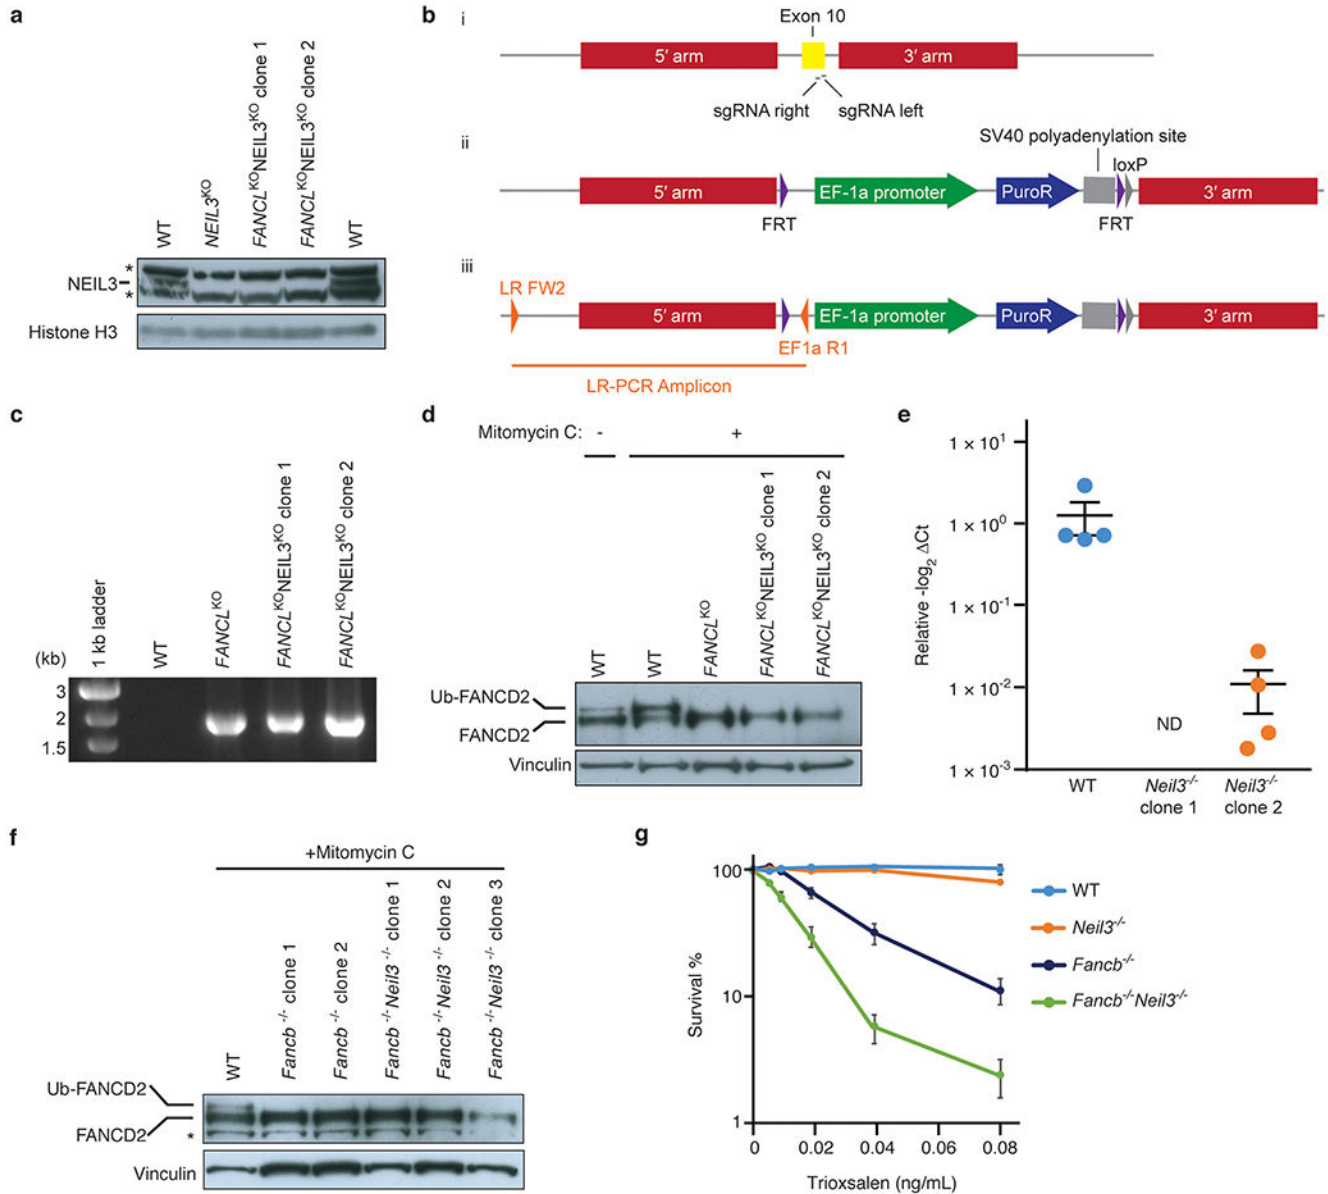 a
WT
NEIL3KO
FANCLKONEIL3KO clone 1
FANCLKONEIL3KO clone 2
WT
*
NEIL3
*
Histone H3
b
i
Exon 10
5′ arm
3′ arm
sgRNA right
sgRNA left
ii
SV40 polyadenylation site
loxP
5′ arm
EF-1a promoter
PuroR
3′ arm
FRT
FRT
iii
LR FW2
5′ arm
EF-1a promoter
PuroR
3′ arm
EF1a R1
LR-PCR Amplicon
c
(kb)
1 kb ladder
WT
FANCLKO
FANCLKONEIL3KO clone 1
FANCLKONEIL3KO clone 2
3
2
1.5
d
Mitomycin C: - +
WT
WT
FANCLKO
FANCLKONEIL3KO clone 1
FANCLKONEIL3KO clone 2
Ub-FANCD2
FANCD2
Vinculin
e
Relative -log2 ΔCt
1 × 10¹
1 × 10⁰
1 × 10⁻¹
1 × 10⁻²
1 × 10⁻³
ND
WT
Neil3-/-
clone 1
Neil3-/-
clone 2
f
+Mitomycin C
WT
Fancb -/- clone 1
Fancb -/- clone 2
Fancb -/-Neil3 -/- clone 1
Fancb -/-Neil3 -/- clone 2
Fancb -/-Neil3 -/- clone 3
Ub-FANCD2
FANCD2
*
Vinculin
g
Survival %
100
10
1
0 0.02 0.04 0.06 0.08
Trioxsalen (ng/mL)
WT
Neil3-/-
Fancb-/-
Fancb-/-Neil3-/-